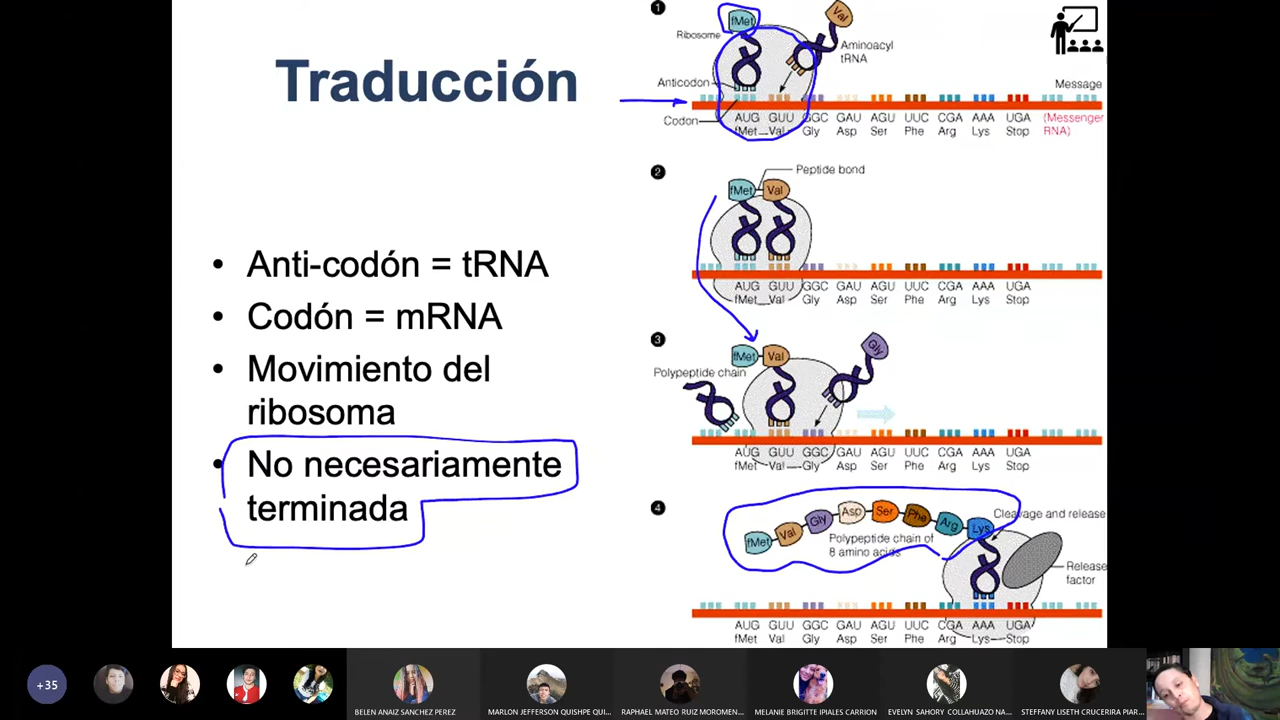 Traducción
• Anti-codón = tRNA
• Codón = mRNA
• Movimiento del
ribosoma
• No necesariamente
terminada
1
fMet
Val
Ribosome
Aminoacyl
tRNA
Anticodon
Message
Codon
AUG GUU GGC GAU AGU UUC CGA AAA UGA
fMet Val Gly Asp Ser Phe Arg Lys Stop
(Messenger
RNA)
2
Peptide bond
fMet Val
AUG GUU GGC GAU AGU UUC CGA AAA UGA
fMet Val Gly Asp Ser Phe Arg Lys Stop
3
fMet Val
Gly
Polypeptide chain
AUG GUU GGC GAU AGU UUC CGA AAA UGA
fMet Val Gly Asp Ser Phe Arg Lys Stop
4
fMet Val Gly Asp Ser Phe Arg Lys
Cleavage and release
Polypeptide chain of
8 amino acids
Release
factor
AUG GUU GGC GAU AGU UUC CGA AAA UGA
fMet Val Gly Asp Ser Phe Arg Lys Stop
+35
BELEN ANAIZ SANCHEZ PEREZ
MARLON JEFFERSON QUISHPE QUI...
RAPHAEL MATEO RUIZ MOROMEN...
MELANIE BRIGITTE IPIALES CARRION
EVELYN SAHORY COLLAHUAZO NA...
STEFFANY LISETH CRUCERIRA PIAR...